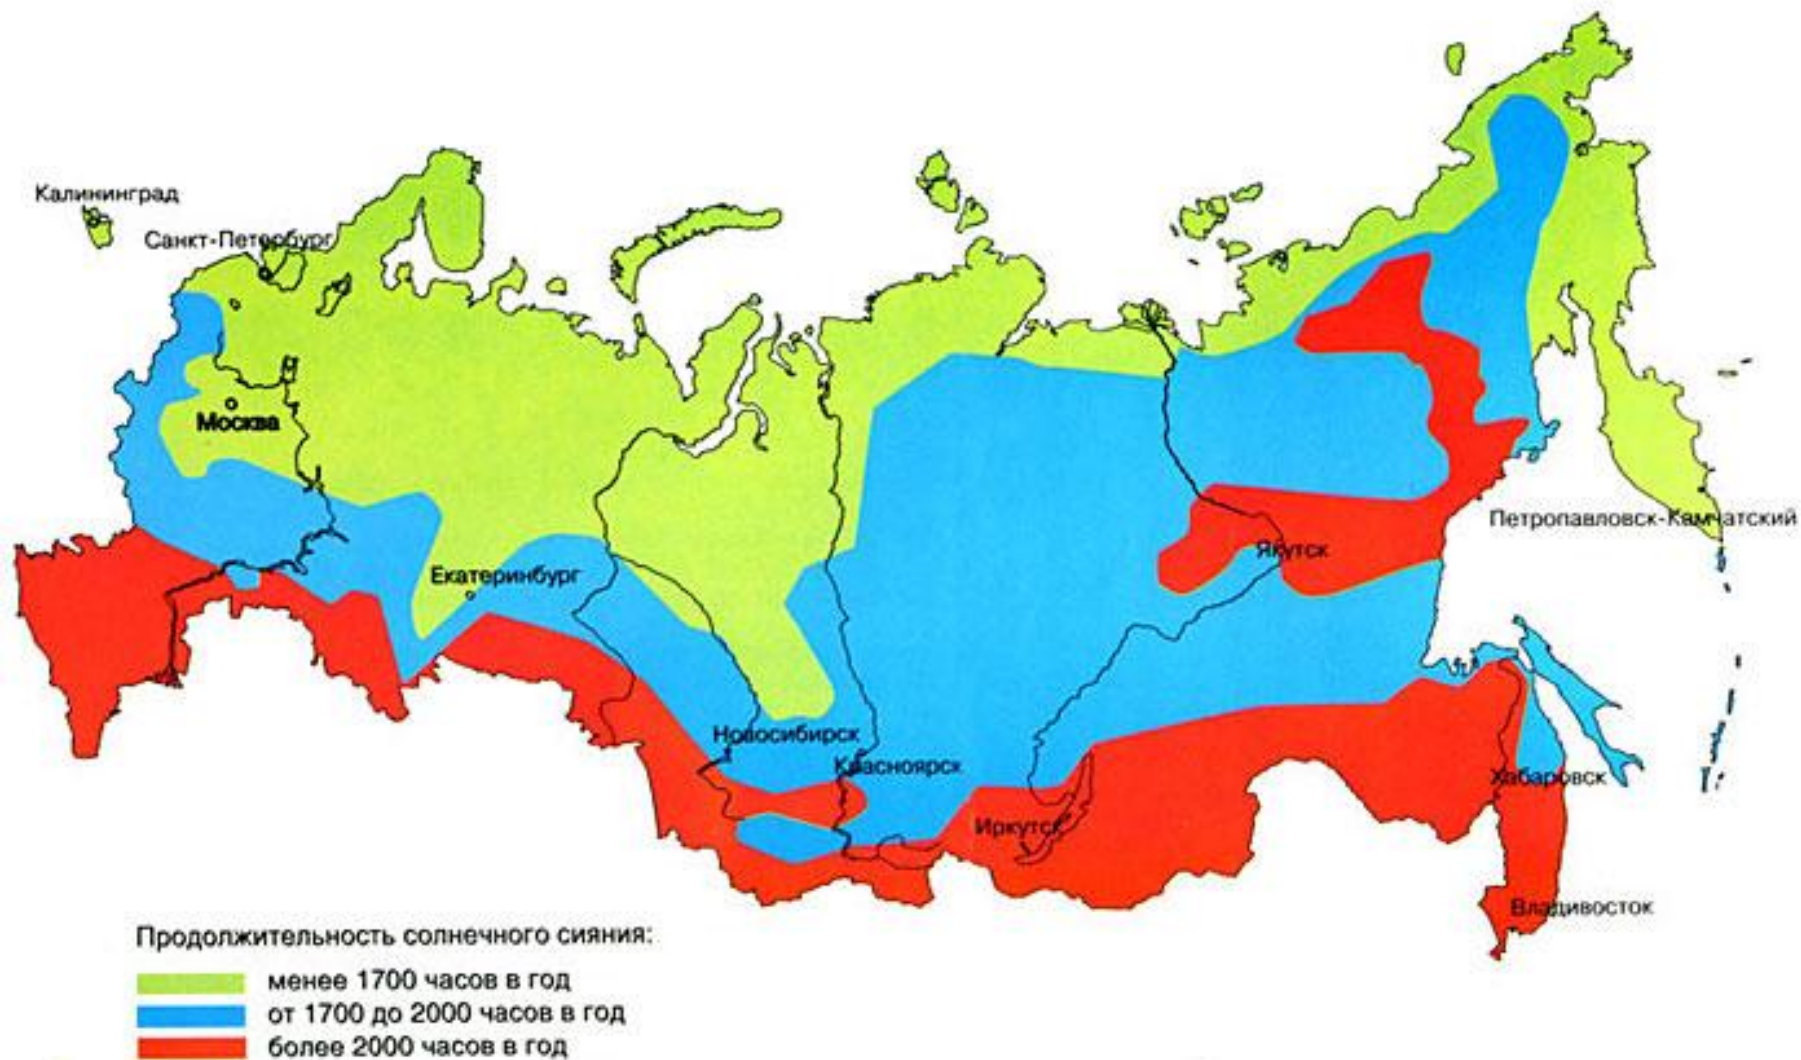 Калининград
Санкт-Петербург
Москва
Петропавловск-Камчатский
Якутск
Екатеринбург
Новосибирск
Красноярск
Хабаровск
Иркутск
Владивосток
Продолжительность солнечного сияния:
менее 1700 часов в год
от 1700 до 2000 часов в год
более 2000 часов в год